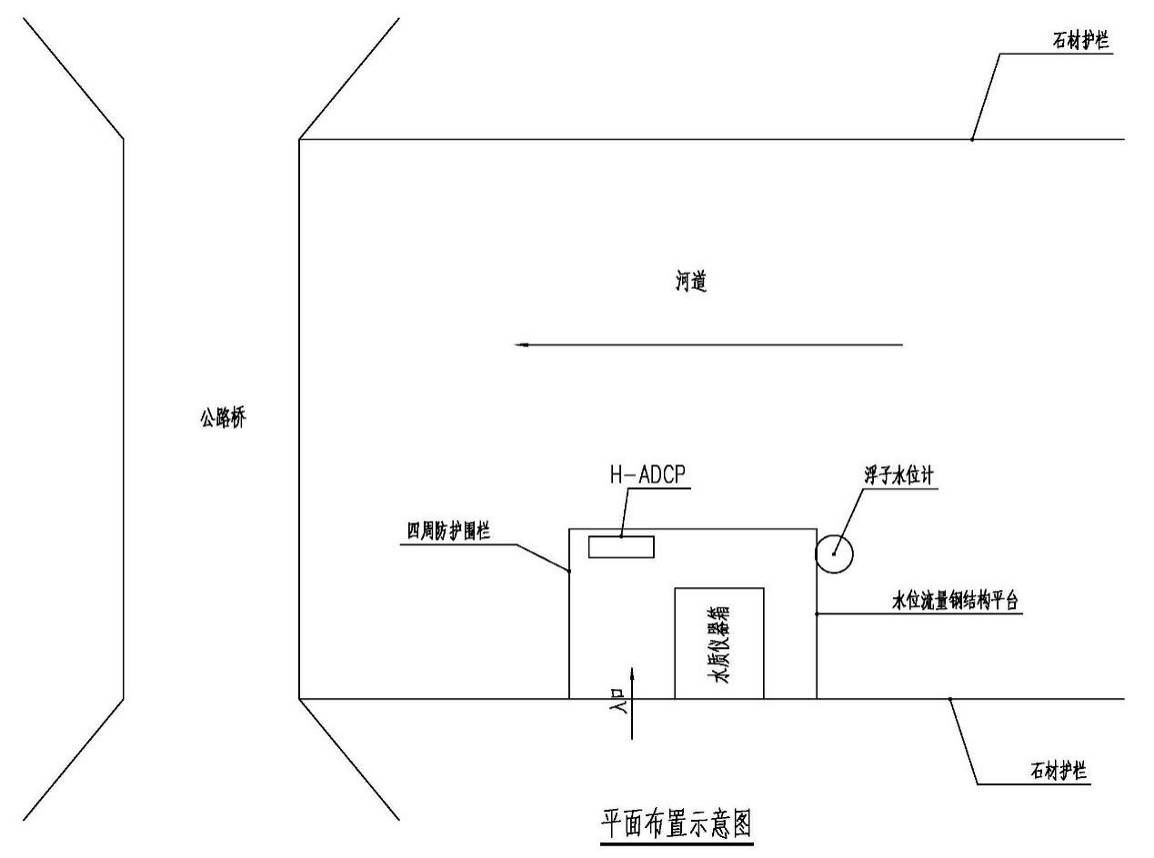 石材护栏
河道
公路桥
H-ADCP
浮子水位计
四周防护围栏
水位流量钢结构平台
水质仪器箱
入口
石材护栏
平面布置示意图